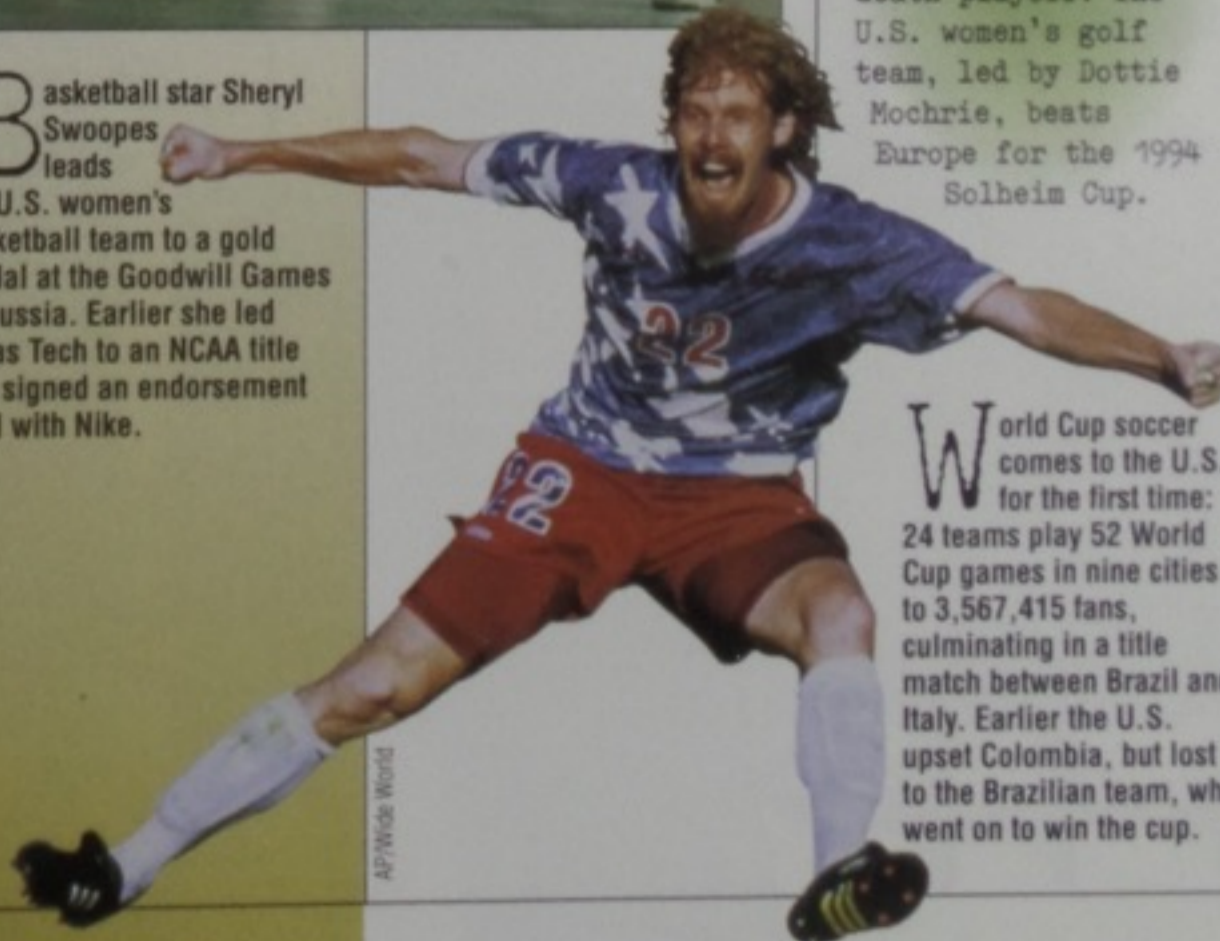 B
asketball star Sheryl
Swoopes
leads
U.S. women's
ketball team to a gold
dal at the Goodwill Games
ussia. Earlier she led
as Tech to an NCAA title
signed an endorsement
with Nike.
U.S. women's golf
team, led by Dottie
Mochrie, beats
Europe for the 1994
Solheim Cup.
22
22
World Cup soccer
comes to the U.S.
for the first time:
24 teams play 52 World
Cup games in nine cities
to 3,567,415 fans,
culminating in a title
match between Brazil an
Italy. Earlier the U.S.
upset Colombia, but lost
to the Brazilian team, wh
went on to win the cup.
AP/Wide World